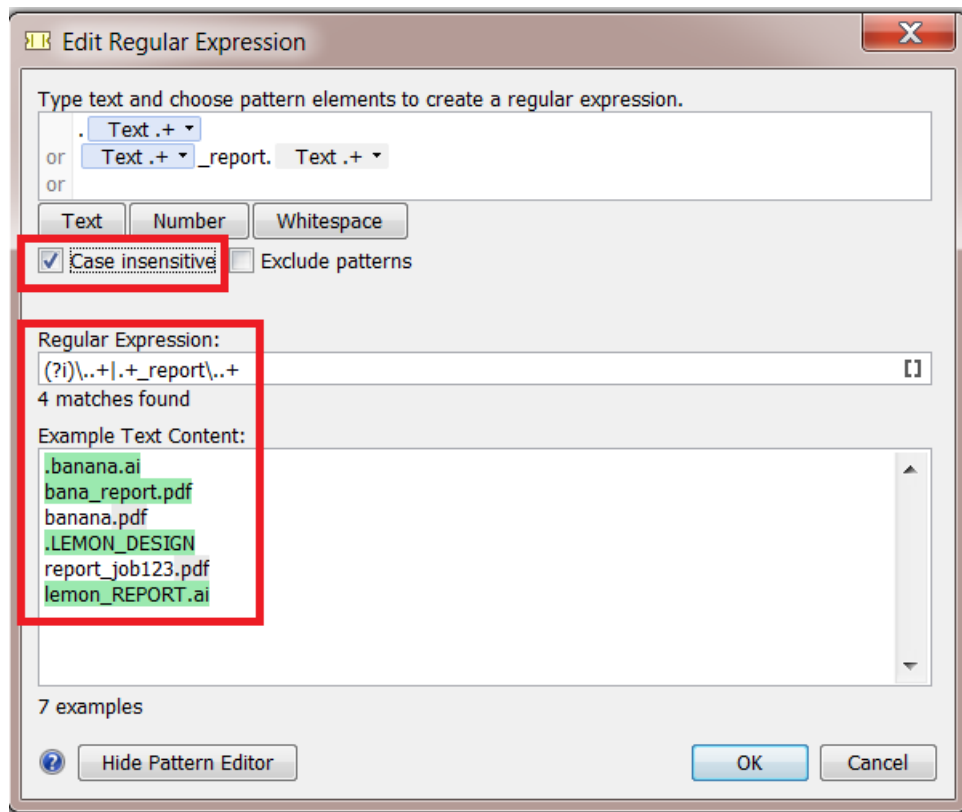 Edit Regular Expression
Type text and choose pattern elements to create a regular expression.
. Text .+
or Text .+ _report. Text .+
or
Text Number Whitespace
Case insensitive Exclude patterns
Regular Expression:
(?i)\..+|.+_report\..+
4 matches found
Example Text Content:
.banana.ai
bana_report.pdf
banana.pdf
.LEMON_DESIGN
report_job123.pdf
lemon_REPORT.ai
7 examples
? Hide Pattern Editor OK Cancel